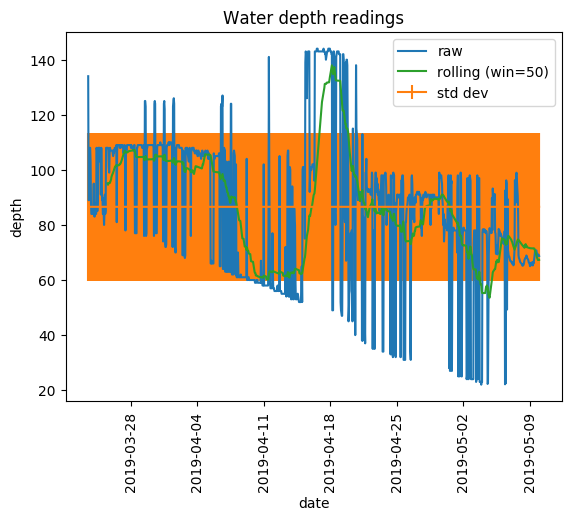 Water depth readings
raw
rolling (win=50)
std dev
depth
140
120
100
80
60
40
20
2019-03-28
2019-04-04
2019-04-11
2019-04-18
2019-04-25
2019-05-02
2019-05-09
date